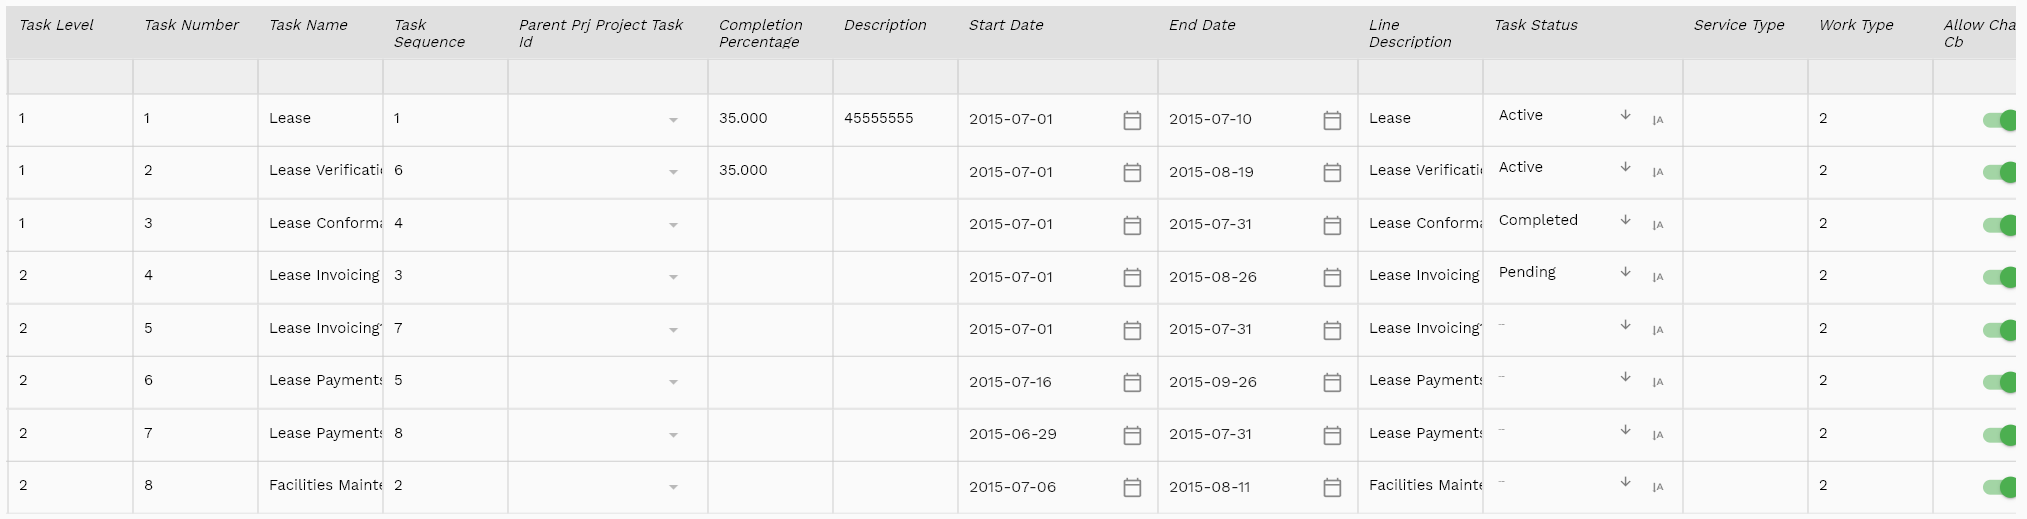 Task Level Task Number Task Name Task Sequence Parent Prj Project Task Id Completion Percentage Description Start Date End Date Line Description Task Status Service Type Work Type Allow Cha Cb
1 1 Lease 1 35.000 45555555 2015-07-01 2015-07-10 Lease Active 2
1 2 Lease Verificatio 6 35.000 2015-07-01 2015-08-19 Lease Verificatio Active 2
1 3 Lease Conforma 4 2015-07-01 2015-07-31 Lease Conforma Completed 2
2 4 Lease Invoicing 3 2015-07-01 2015-08-26 Lease Invoicing Pending 2
2 5 Lease Invoicing 7 2015-07-01 2015-07-31 Lease Invoicing 2
2 6 Lease Payments 5 2015-07-16 2015-09-26 Lease Payments 2
2 7 Lease Payments 8 2015-06-29 2015-07-31 Lease Payments 2
2 8 Facilities Mainte 2 2015-07-06 2015-08-11 Facilities Mainte 2